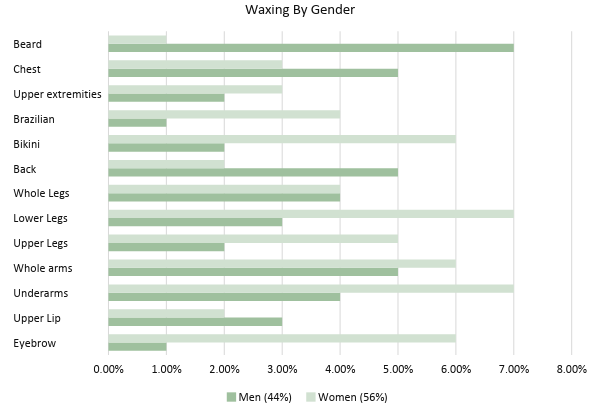 Waxing By Gender
Beard
Chest
Upper extremities
Brazilian
Bikini
Back
Whole Legs
Lower Legs
Upper Legs
Whole arms
Underarms
Upper Lip
Eyebrow
0.00% 1.00% 2.00% 3.00% 4.00% 5.00% 6.00% 7.00% 8.00%
Men (44%) Women (56%)